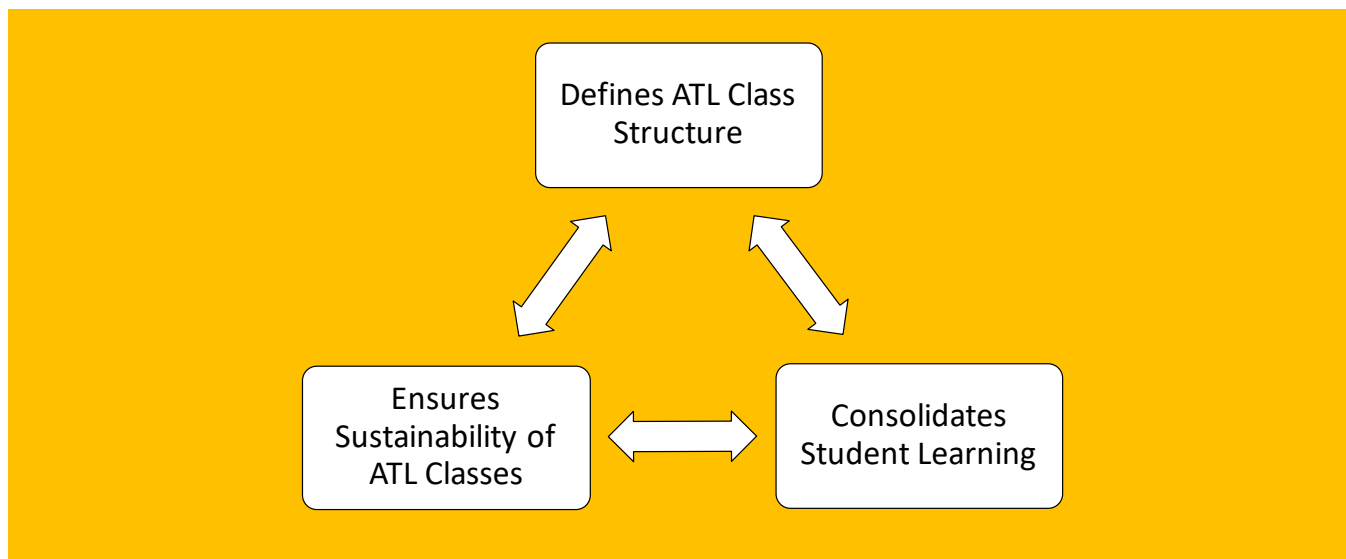 Defines ATL Class
Structure
Ensures
Sustainability of
ATL Classes
Consolidates
Student Learning